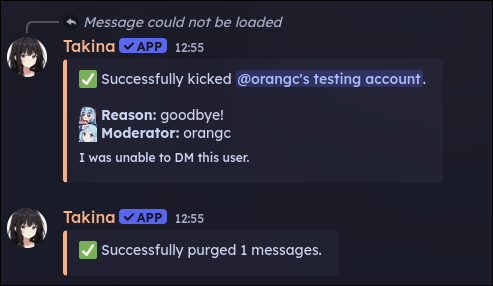 Message could not be loaded
Takina ✓ APP 12:55
✅ Successfully kicked @orangc's testing account.
Reason: goodbye!
Moderator: orangc
I was unable to DM this user.
Takina ✓ APP 12:55
✅ Successfully purged 1 messages.